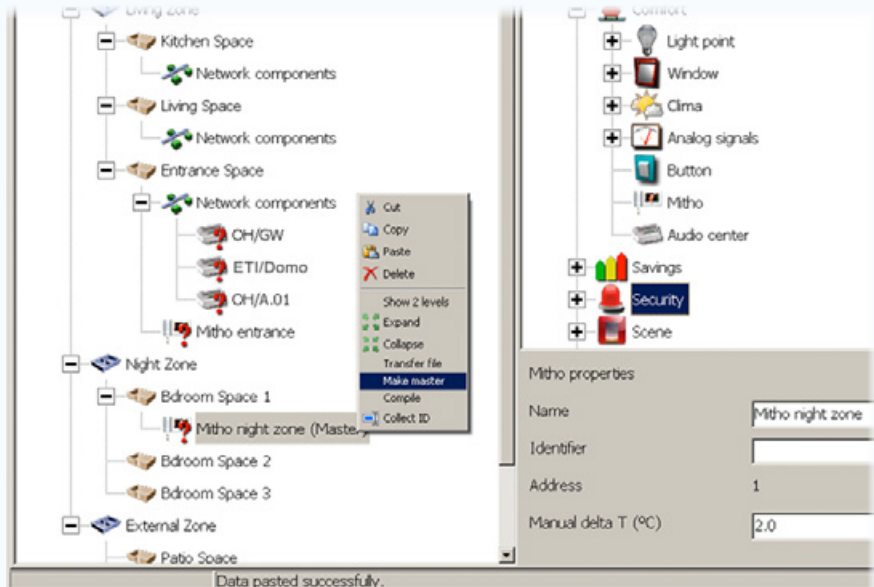 Living Zone
Kitchen Space
Network components
Living Space
Network components
Entrance Space
Network components
OH/GW
ETI/Domo
OH/A.01
Mitho entrance
Night Zone
Bdroom Space 1
Mitho night zone (Master)
Bdroom Space 2
Bdroom Space 3
External Zone
Patio Space
Cut
Copy
Paste
Delete
Show 2 levels
Expand
Collapse
Transfer file
Make master
Compile
Collect ID
Comfort
Light point
Window
Clima
Analog signals
Button
Mitho
Audio center
Savings
Security
Scene
Mitho properties
Name Mitho night zone
Identifier
Address 1
Manual delta T (ºC) 2.0
Data pasted successfully.